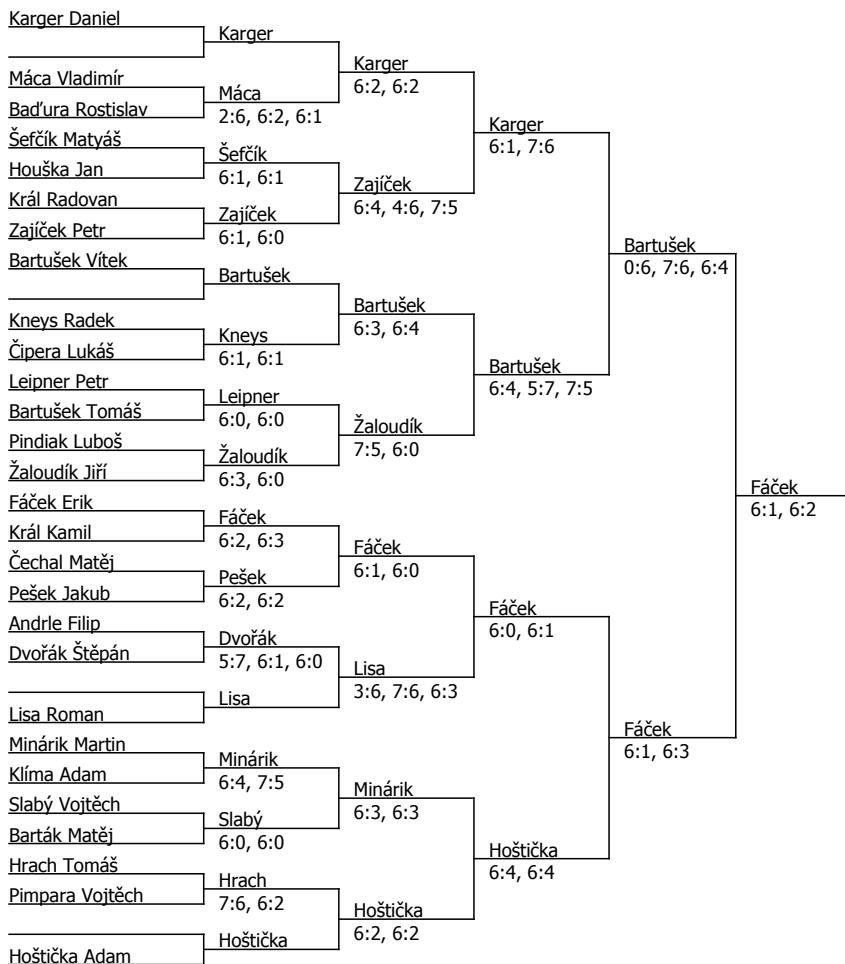 Karger Daniel
Karger
Karger
6:2, 6:2
Máca Vladimír
Máca
2:6, 6:2, 6:1
Baďura Rostislav
Karger
6:1, 7:6
Šefčík Matyáš
Šefčík
6:1, 6:1
Houška Jan
Zajíček
6:4, 4:6, 7:5
Král Radovan
Zajíček
6:1, 6:0
Zajíček Petr
Bartušek
0:6, 7:6, 6:4
Bartušek Vítek
Bartušek
Bartušek
6:3, 6:4
Kneys Radek
Kneys
6:1, 6:1
Čipera Lukáš
Bartušek
6:4, 5:7, 7:5
Leipner Petr
Leipner
6:0, 6:0
Bartušek Tomáš
Žaloudík
7:5, 6:0
Pindiak Luboš
Žaloudík
6:3, 6:0
Žaloudík Jiří
Fáček
6:1, 6:2
Fáček Erik
Fáček
6:2, 6:3
Král Kamil
Fáček
6:1, 6:0
Čechal Matěj
Pešek
6:2, 6:2
Pešek Jakub
Fáček
6:0, 6:1
Andrle Filip
Dvořák
5:7, 6:1, 6:0
Dvořák Štěpán
Lisa
3:6, 7:6, 6:3
Lisa
Lisa Roman
Fáček
6:1, 6:3
Minárik Martin
Minárik
6:4, 7:5
Klíma Adam
Minárik
6:3, 6:3
Slabý Vojtěch
Slabý
6:0, 6:0
Barták Matěj
Hoštička
6:4, 6:4
Hrach Tomáš
Hrach
7:6, 6:2
Pimpara Vojtěch
Hoštička
6:2, 6:2
Hoštička
Hoštička Adam